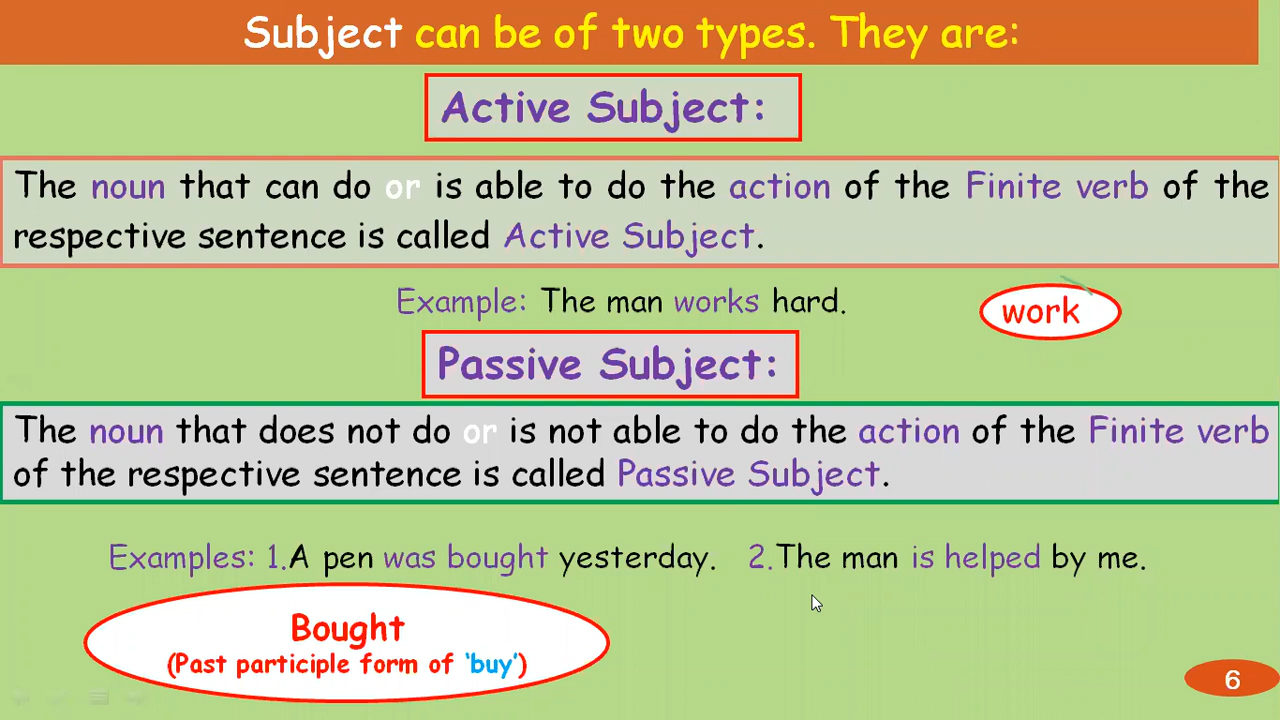 Subject can be of two types. They are:
Active Subject:
The noun that can do or is able to do the action of the Finite verb of the
respective sentence is called Active Subject.
Example: The man works hard.
work
Passive Subject:
The noun that does not do or is not able to do the action of the Finite verb
of the respective sentence is called Passive Subject.
Examples: 1.A pen was bought yesterday. 2.The man is helped by me.
Bought
(Past participle form of ‘buy’)
6